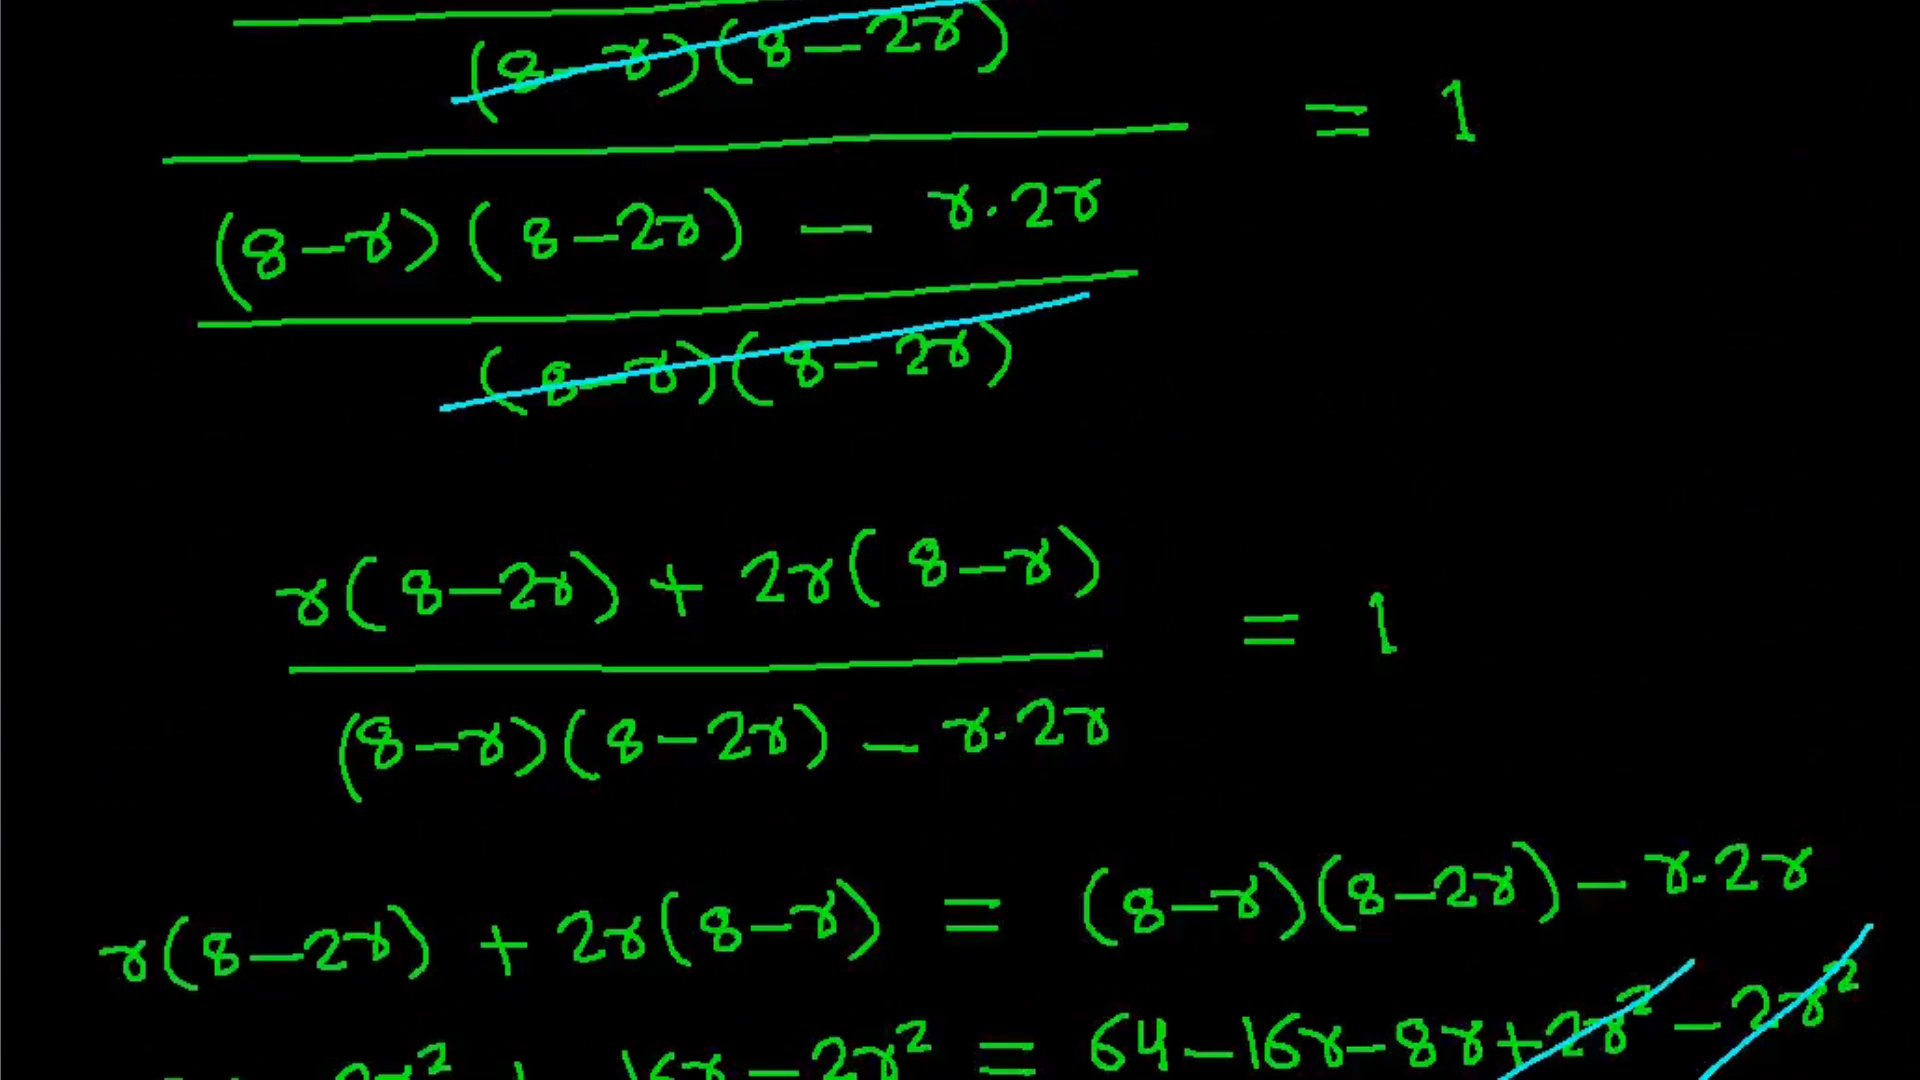 (8-r)(8-2r)
= 1
(8-r)(8-2r) - r.2r
(8-r)(8-2r)
r(8-2r) + 2r(8-r)
= 1
(8-r)(8-2r) - r.2r
r(8-2r) + 2r(8-r) = (8-r)(8-2r) - r.2r
2r² + 16r - 2r² = 64 - 16r - 8r + 2r² - 2r²